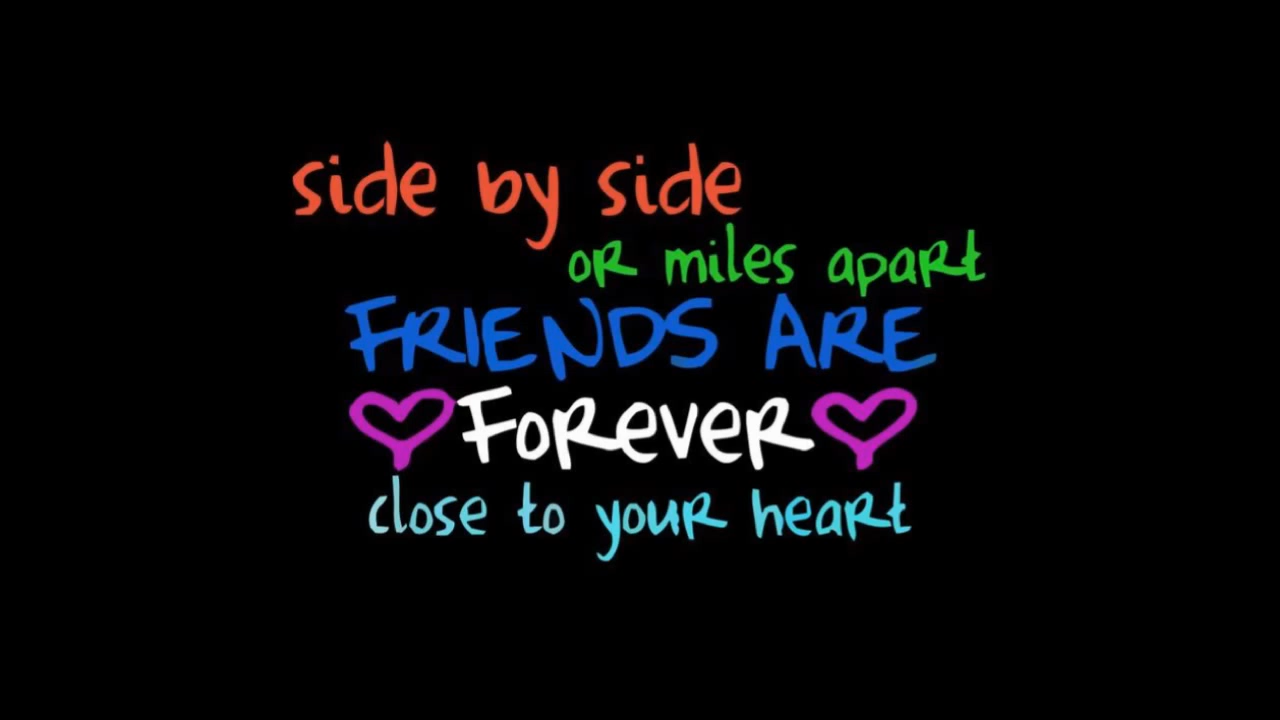 side by side
or miles apart
FRIENDS ARE
Forever
close to your heart